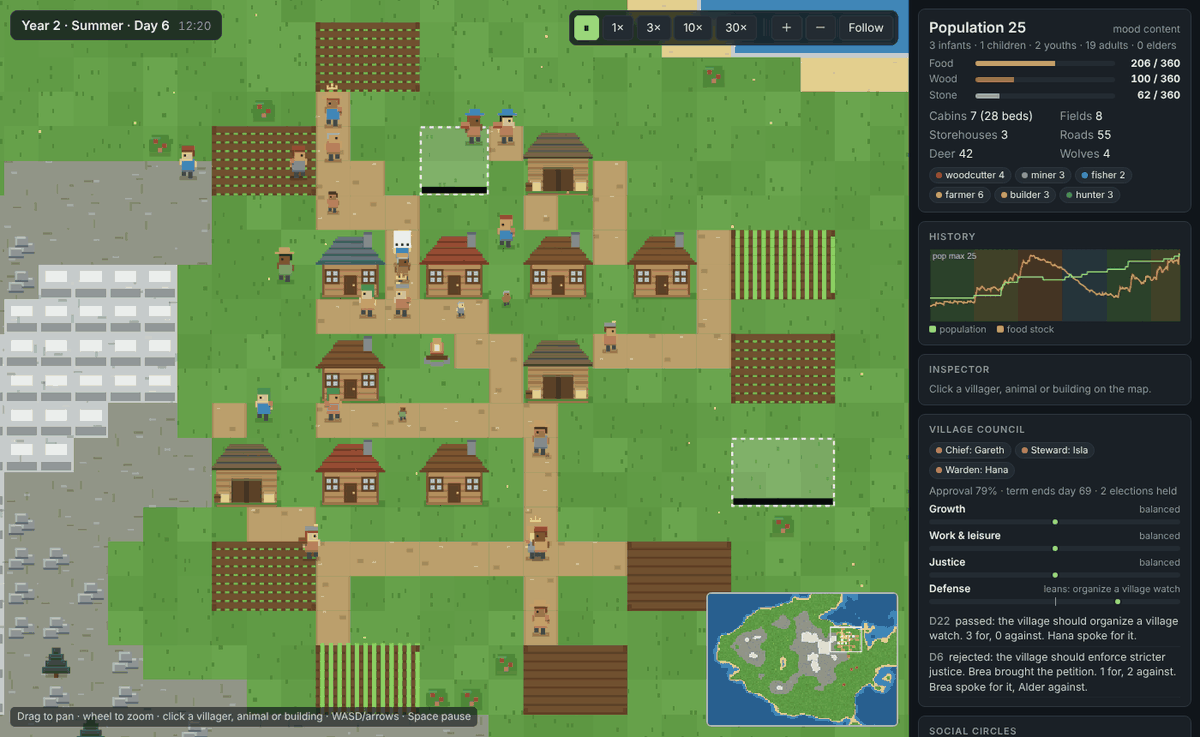 Year 2 · Summer · Day 6 12:20
1× 3× 10× 30× + − Follow
Population 25 mood content
3 infants · 1 children · 2 youths · 19 adults · 0 elders
Food 206 / 360
Wood 100 / 360
Stone 62 / 360
Cabins 7 (28 beds) Fields 8
Storehouses 3 Roads 55
Deer 42 Wolves 4
woodcutter 4 miner 3 fisher 2
farmer 6 builder 3 hunter 3
HISTORY
pop max 25
population food stock
INSPECTOR
Click a villager, animal or building on the map.
VILLAGE COUNCIL
Chief: Gareth Steward: Isla
Warden: Hana
Approval 79% · term ends day 69 · 2 elections held
Growth balanced
Work & leisure balanced
Justice balanced
Defense leans: organize a village watch
D22 passed: the village should organize a village
watch. 3 for, 0 against. Hana spoke for it.
D6 rejected: the village should enforce stricter
justice. Brea brought the petition. 1 for, 2 against.
Brea spoke for it, Alder against.
SOCIAL CIRCLES
Drag to pan · wheel to zoom · click a villager, animal or building · WASD/arrows · Space pause